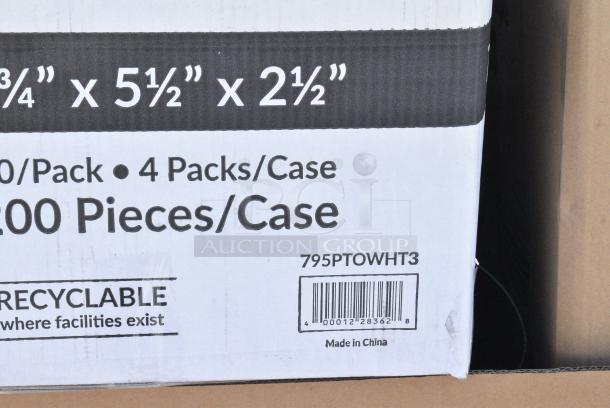 ¾” x 5½” x 2½”
0/Pack • 4 Packs/Case
200 Pieces/Case
PCI
AUCTION GROUP
795PTOWHT3
RECYCLABLE
where facilities exist
4 00012 28362 8
Made in China